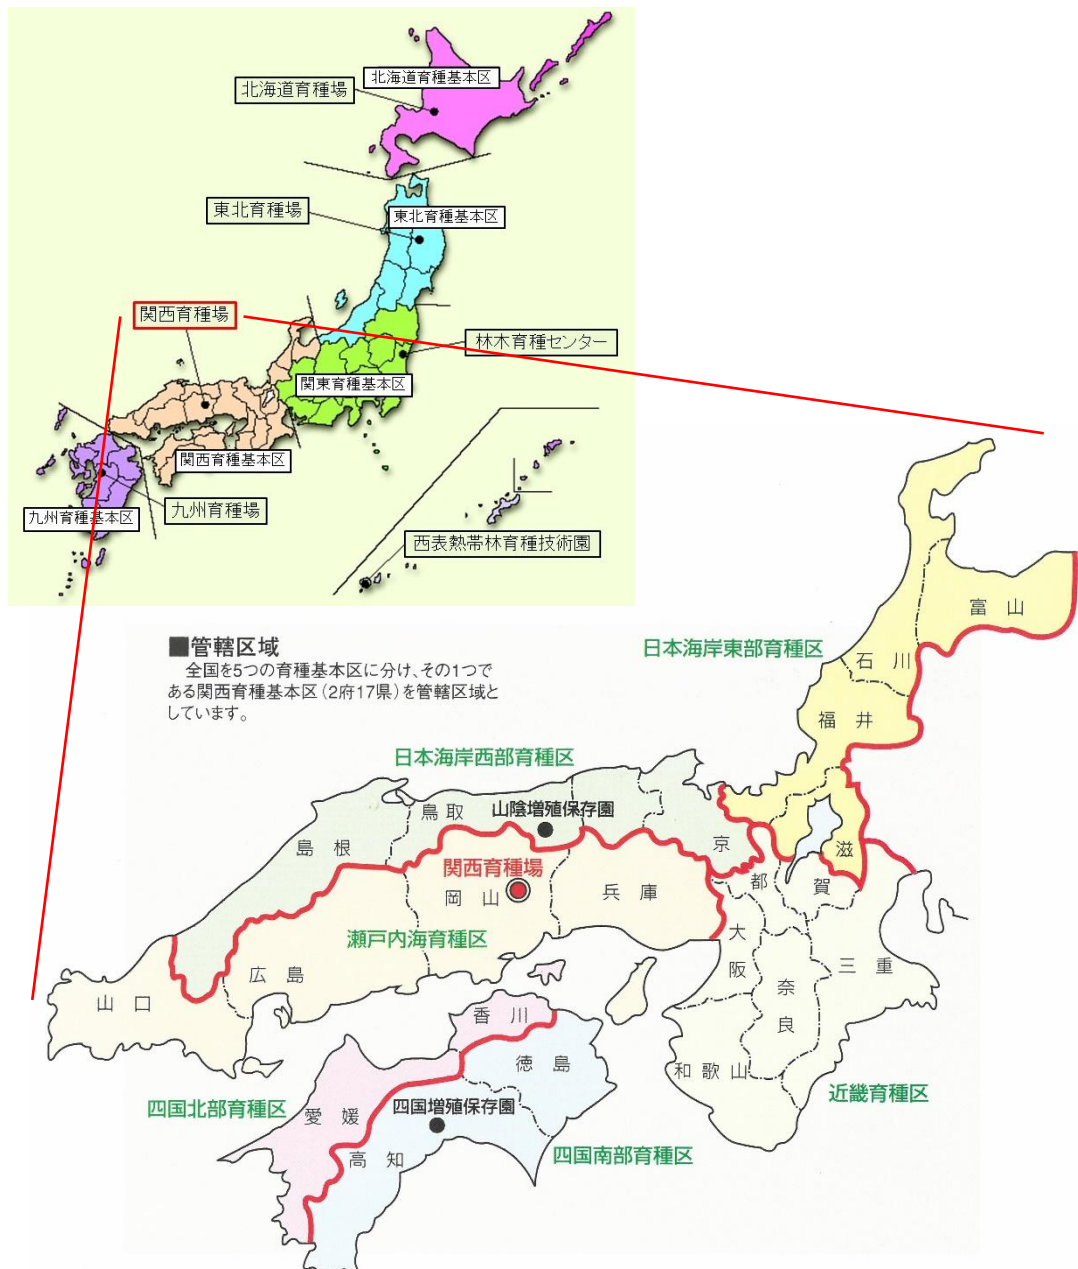 北海道育種基本区
北海道育種場
東北育種場
東北育種基本区
関西育種場
林木育種センター
関東育種基本区
関西育種基本区
九州育種場
九州育種基本区
西表熱帯林育種技術園
■管轄区域
全国を5つの育種基本区に分け、その1つで
ある関西育種基本区(2府17県)を管轄区域と
しています。
日本海岸東部育種区
富山
石川
福井
日本海岸西部育種区
鳥取
山陰増殖保存園
島根
京
滋
関西育種場
都
賀
岡山
兵庫
瀬戸内海育種区
大
阪
三重
広島
奈
良
山口
香川
徳島
和歌山
近畿育種区
四国北部育種区
愛媛
四国増殖保存園
高知
四国南部育種区